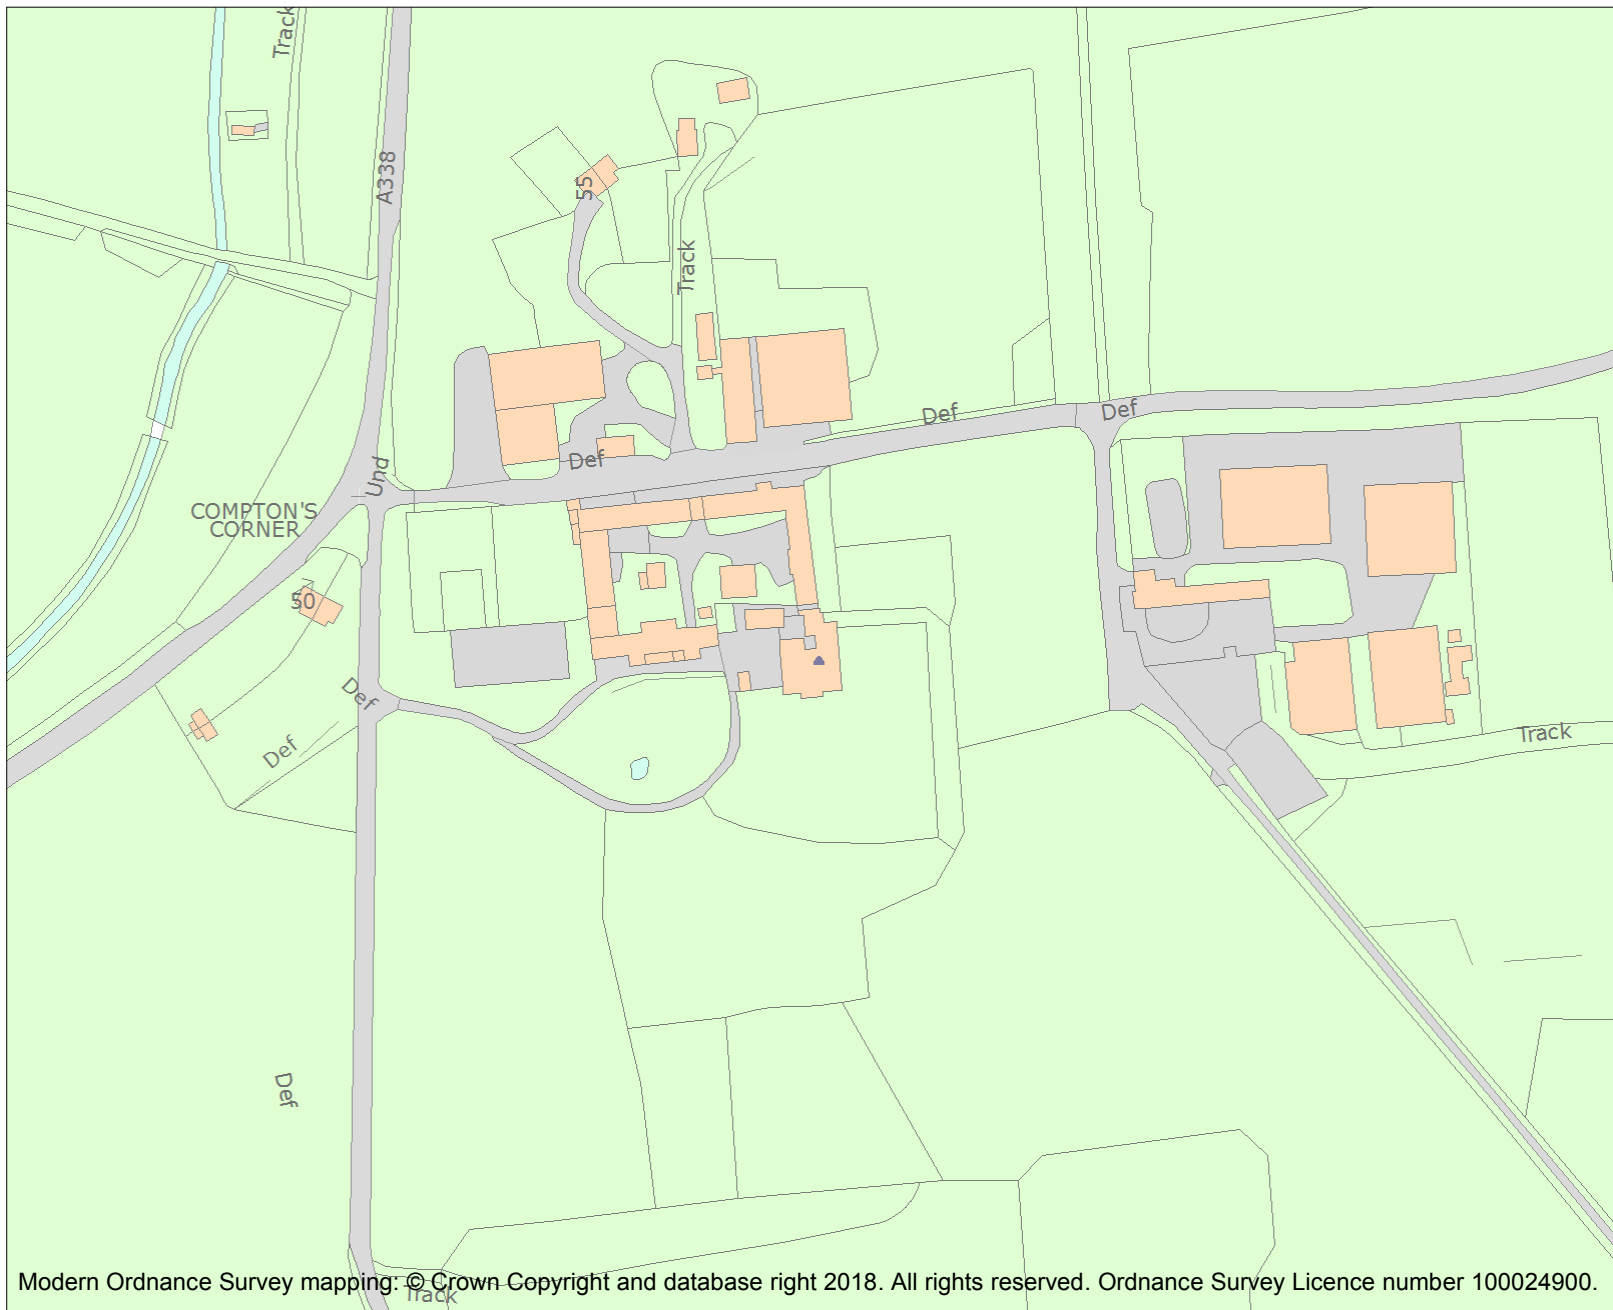 Track
A338
55
Track
Def
Def
Def
Und
COMPTON'S
CORNER
50
Def
Def
Track
Def
Track
Modern Ordnance Survey mapping: © Crown Copyright and database right 2018. All rights reserved. Ordnance Survey Licence number 100024900.